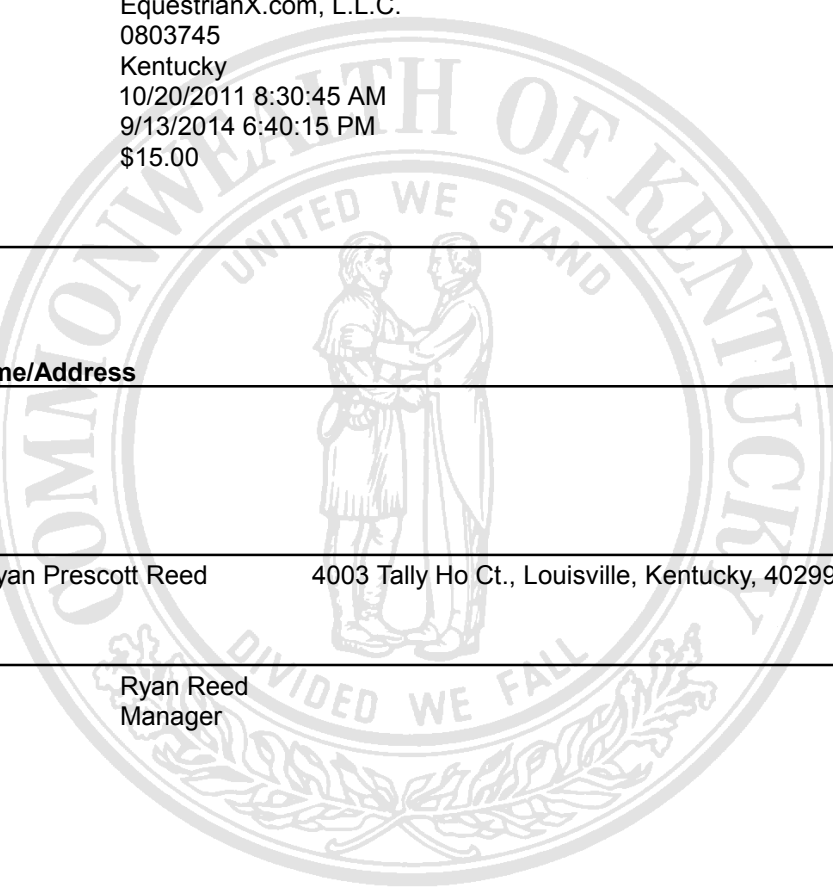 EquestrianX.com, L.L.C.
0803745
Kentucky
10/20/2011 8:30:45 AM
9/13/2014 6:40:15 PM
$15.00
COMMONWEALTH OF KENTUCKY
UNITED WE STAND
me/Address
yan Prescott Reed 4003 Tally Ho Ct., Louisville, Kentucky, 40299
DIVIDED WE FALL
Ryan Reed
Manager